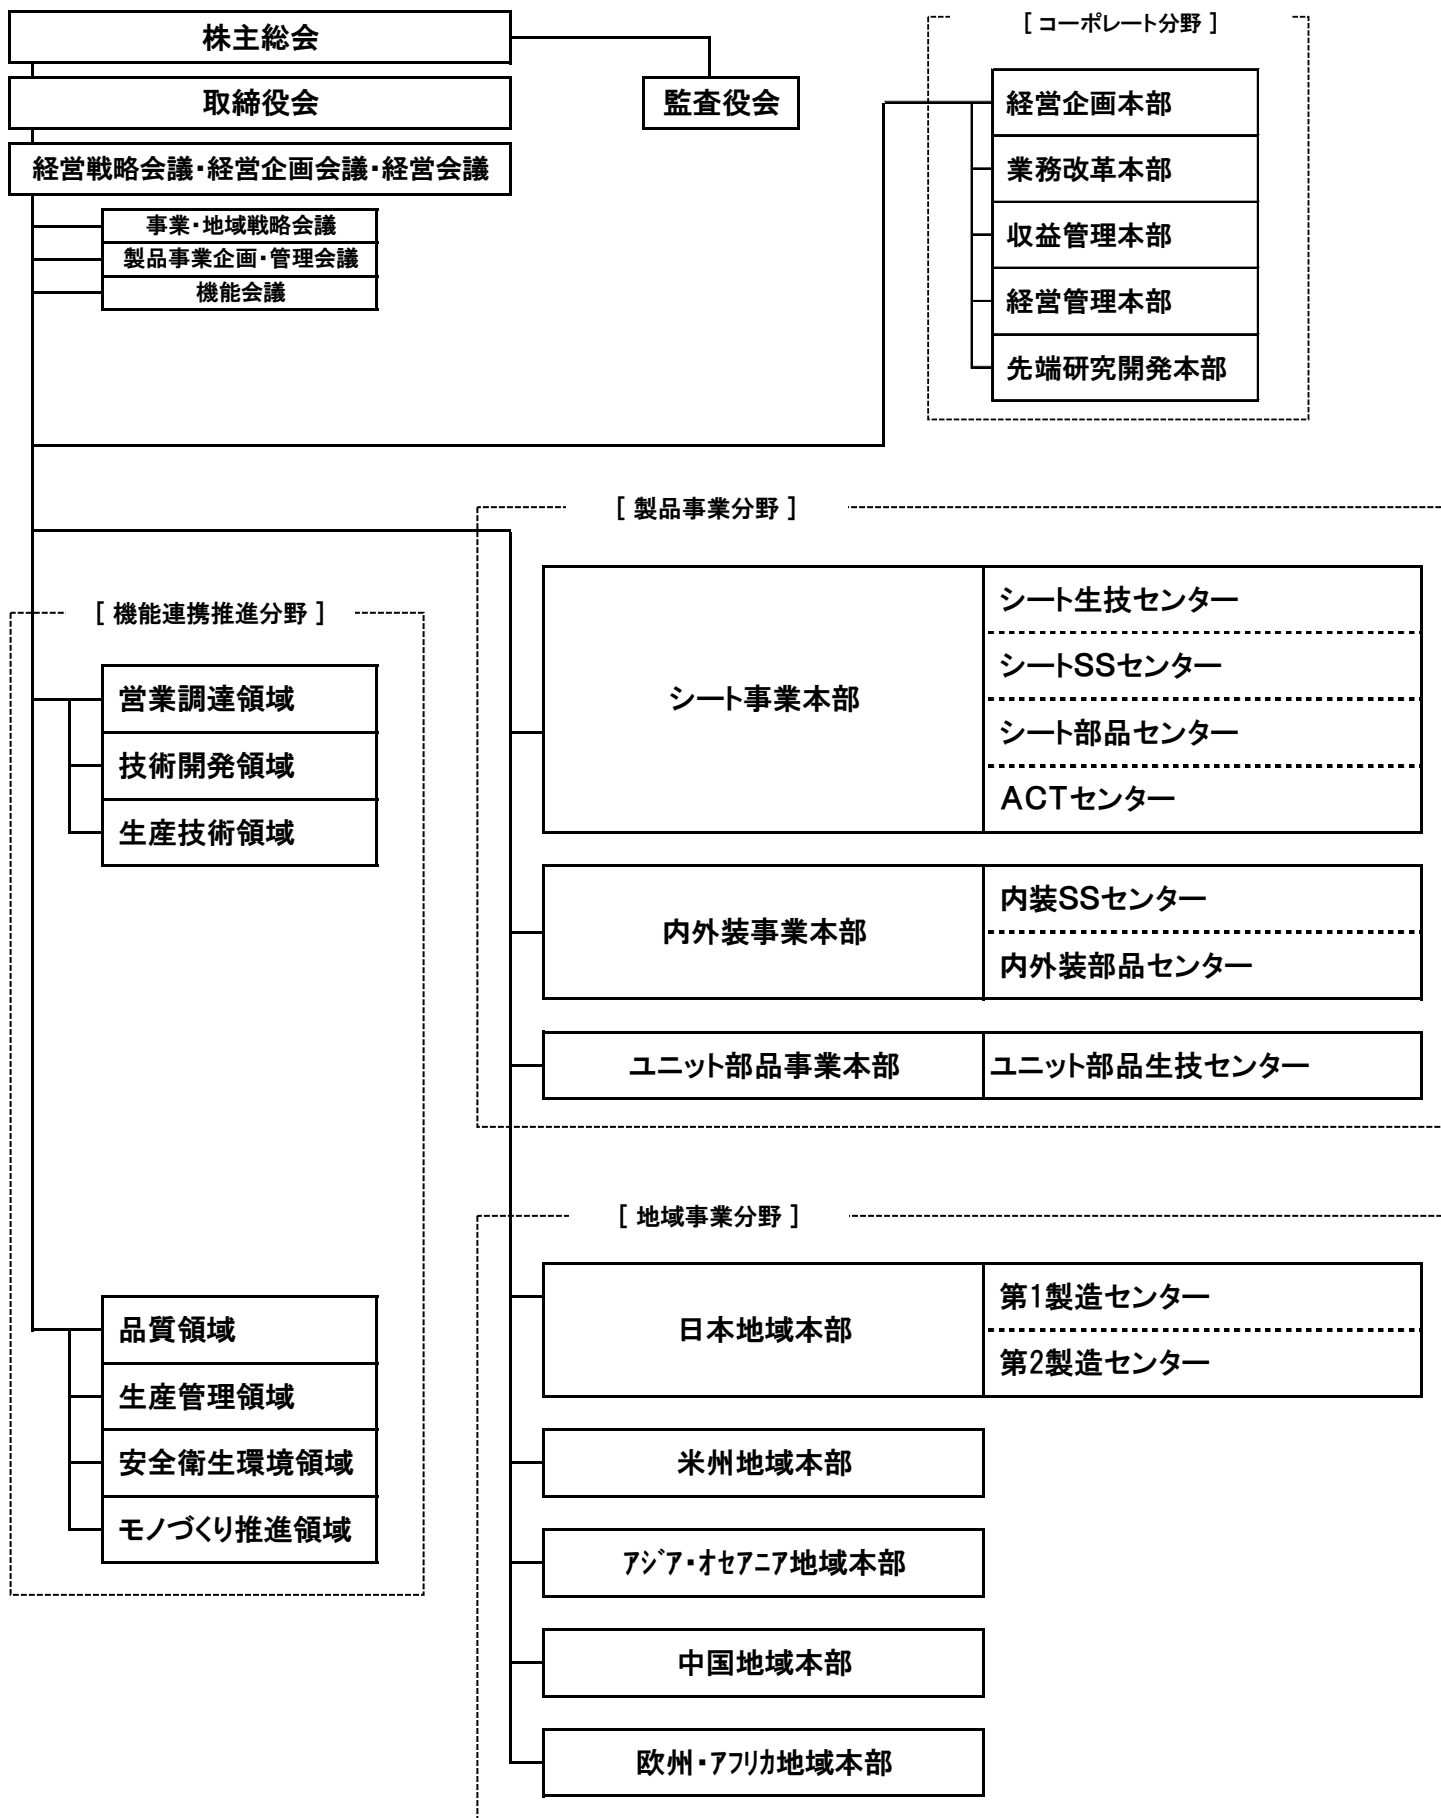 株主総会
取締役会
監査役会
経営戦略会議・経営企画会議・経営会議
事業・地域戦略会議
製品事業企画・管理会議
機能会議
[ コーポレート分野 ]
経営企画本部
業務改革本部
収益管理本部
経営管理本部
先端研究開発本部
[ 機能連携推進分野 ]
営業調達領域
技術開発領域
生産技術領域
品質領域
生産管理領域
安全衛生環境領域
モノづくり推進領域
[ 製品事業分野 ]
シート事業本部
シート生技センター
シートSSセンター
シート部品センター
ACTセンター
内外装事業本部
内装SSセンター
内外装部品センター
ユニット部品事業本部
ユニット部品生技センター
[ 地域事業分野 ]
日本地域本部
第1製造センター
第2製造センター
米州地域本部
ｱｼﾞｱ・ｵｾｱﾆｱ地域本部
中国地域本部
欧州・ｱﾌﾘｶ地域本部